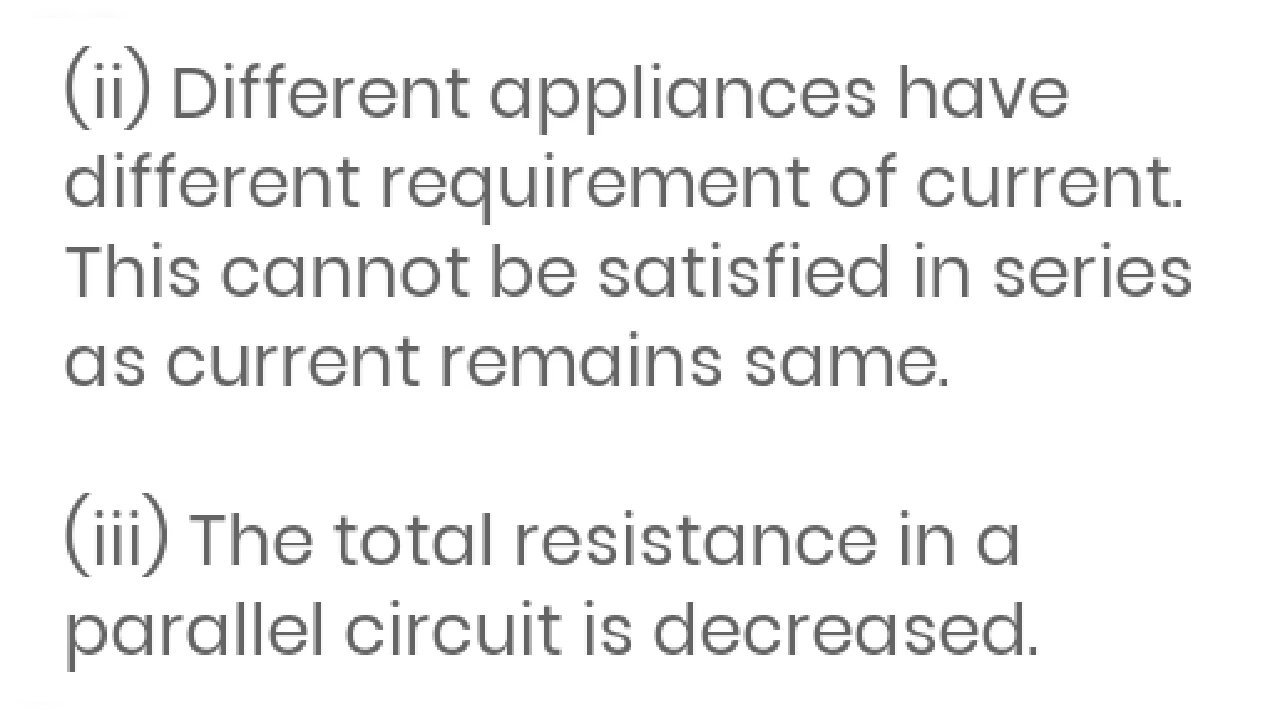 (ii) Different appliances have
different requirement of current.
This cannot be satisfied in series
as current remains same.
(iii) The total resistance in a
parallel circuit is decreased.